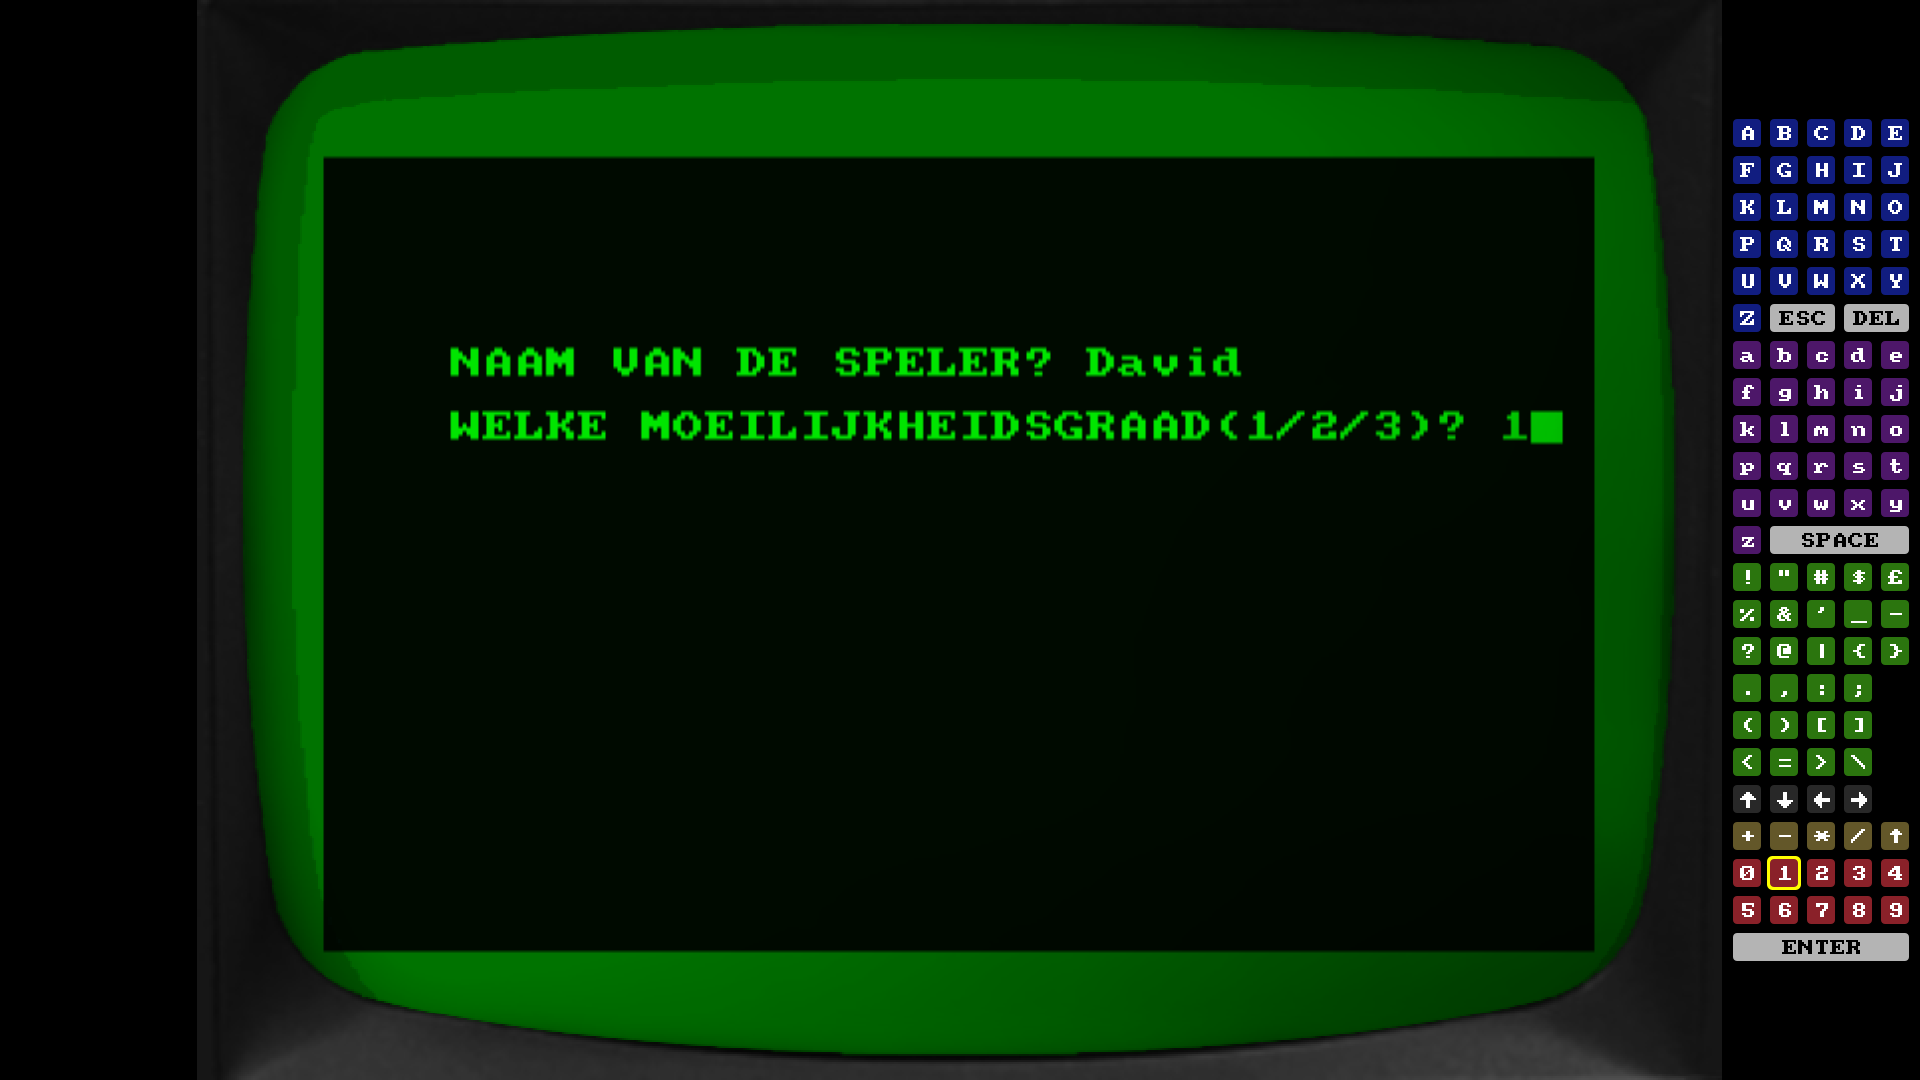 NAAM VAN DE SPELER? David
WELKE MOEILIJKHEIDSGRAAD(1/2/3)? 1
A B C D E
F G H I J
K L M N O
P Q R S T
U V W X Y
Z ESC DEL
a b c d e
f g h i j
k l m n o
p q r s t
u v w x y
z SPACE
! " # $ £
% & ' _ -
? @ | { }
. , : ;
( ) [ ]
< = > \
↑ ↓ ← →
+ - * / ↑
0 1 2 3 4
5 6 7 8 9
ENTER